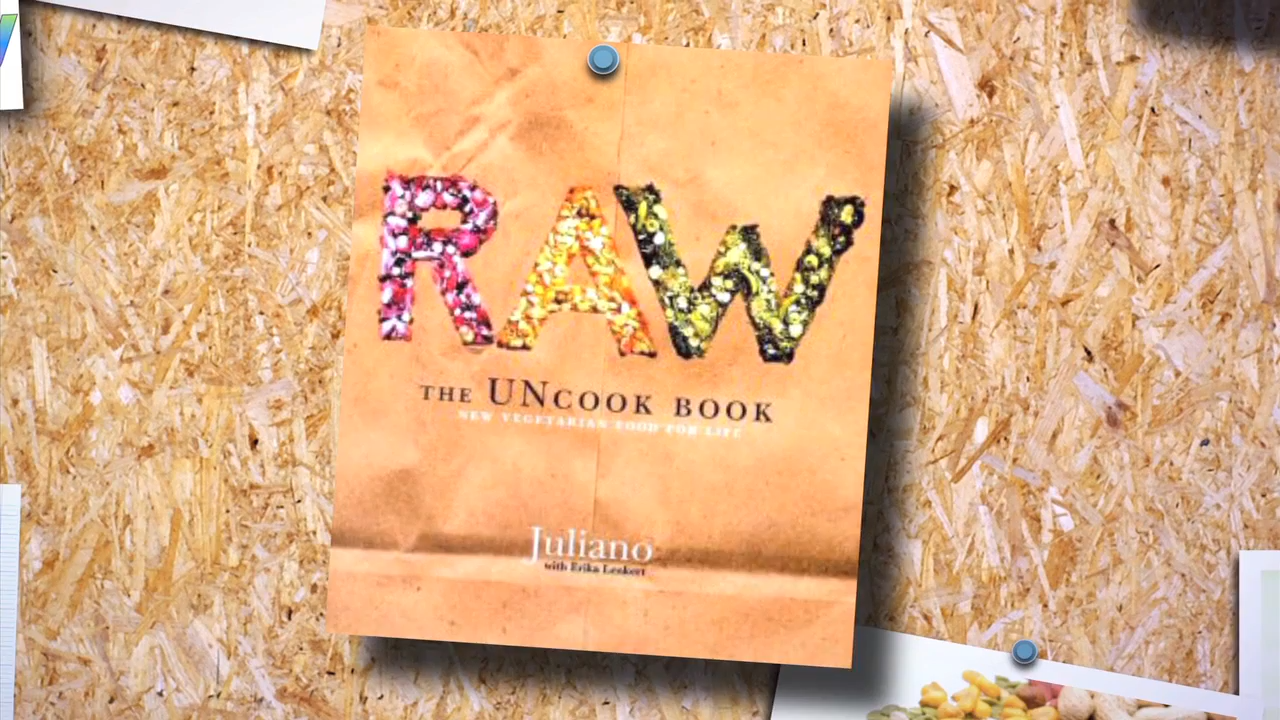 RAW
THE UNCOOK BOOK
NEW VEGETARIAN FOOD FOR LIFE
Juliano
with Erika Lenkert